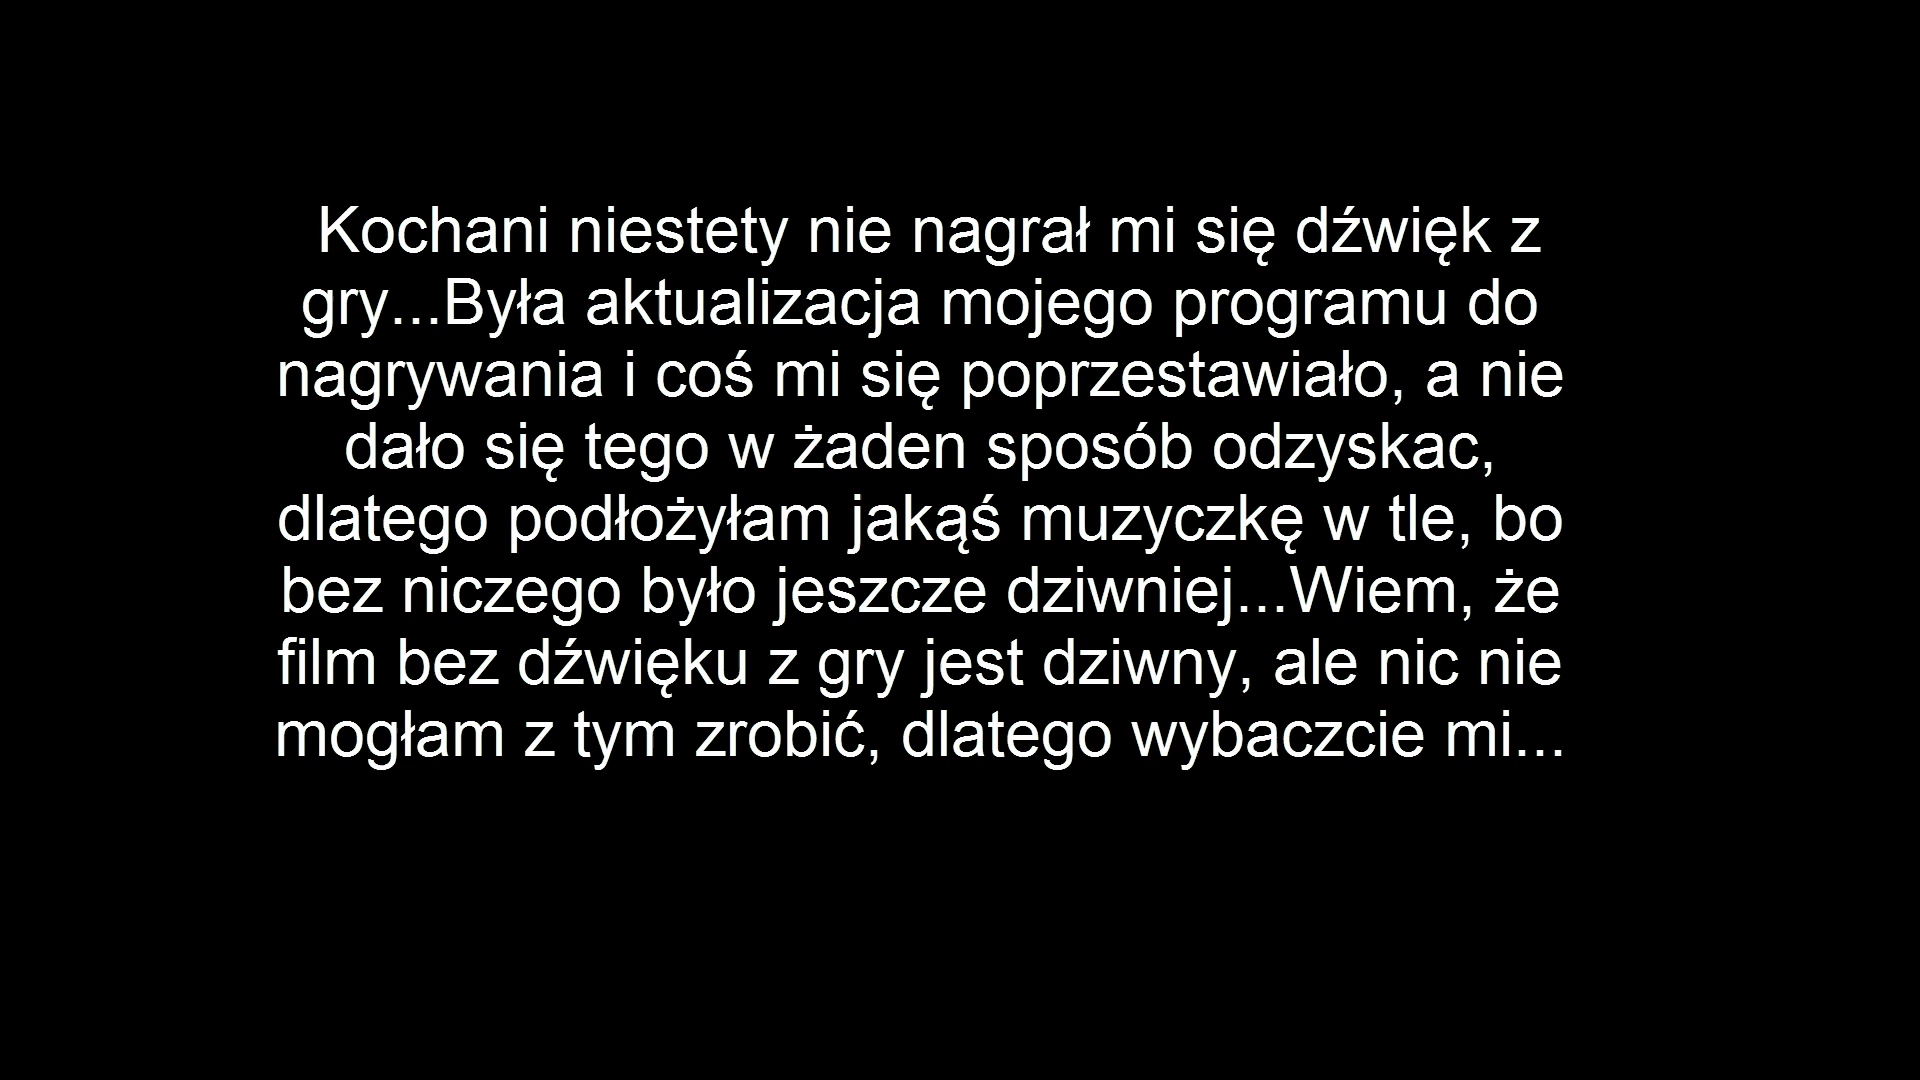 Kochani niestety nie nagrał mi się dźwięk z
gry...Była aktualizacja mojego programu do
nagrywania i coś mi się poprzestawiało, a nie
dało się tego w żaden sposób odzyskac,
dlatego podłożyłam jakąś muzyczkę w tle, bo
bez niczego było jeszcze dziwniej...Wiem, że
film bez dźwięku z gry jest dziwny, ale nic nie
mogłam z tym zrobić, dlatego wybaczcie mi...